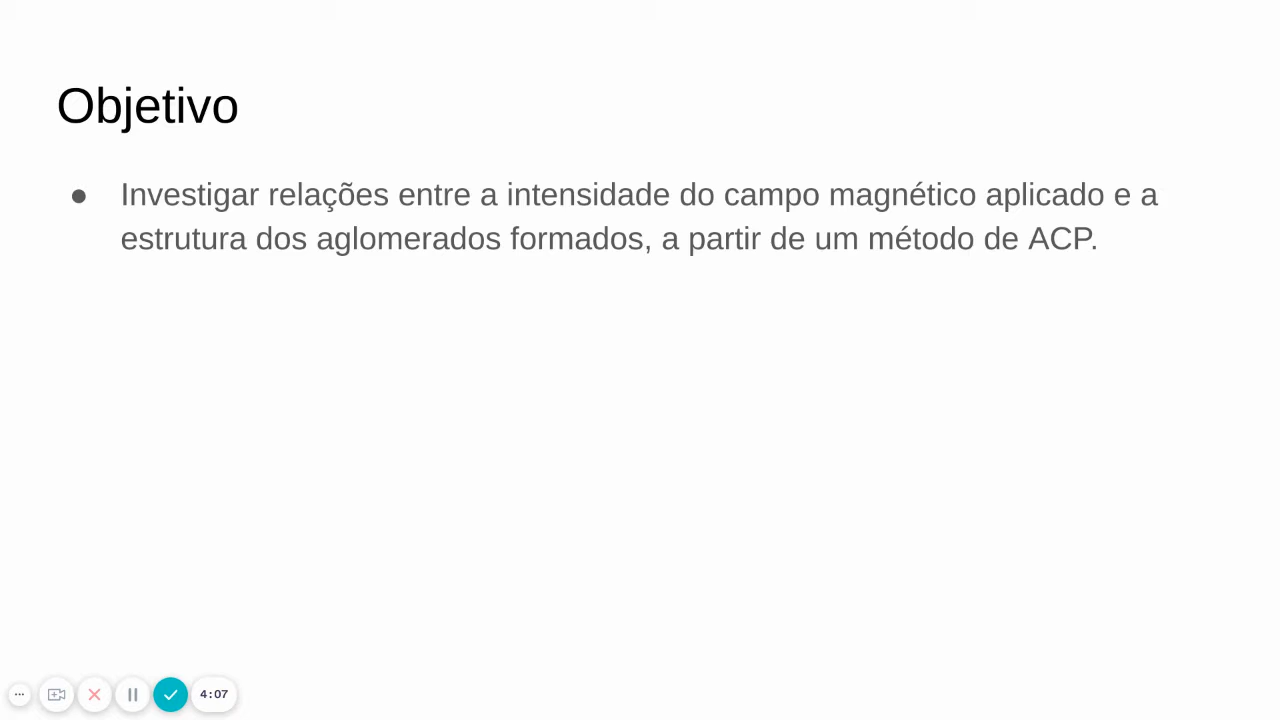 Objetivo
● Investigar relações entre a intensidade do campo magnético aplicado e a
estrutura dos aglomerados formados, a partir de um método de ACP.
4:07